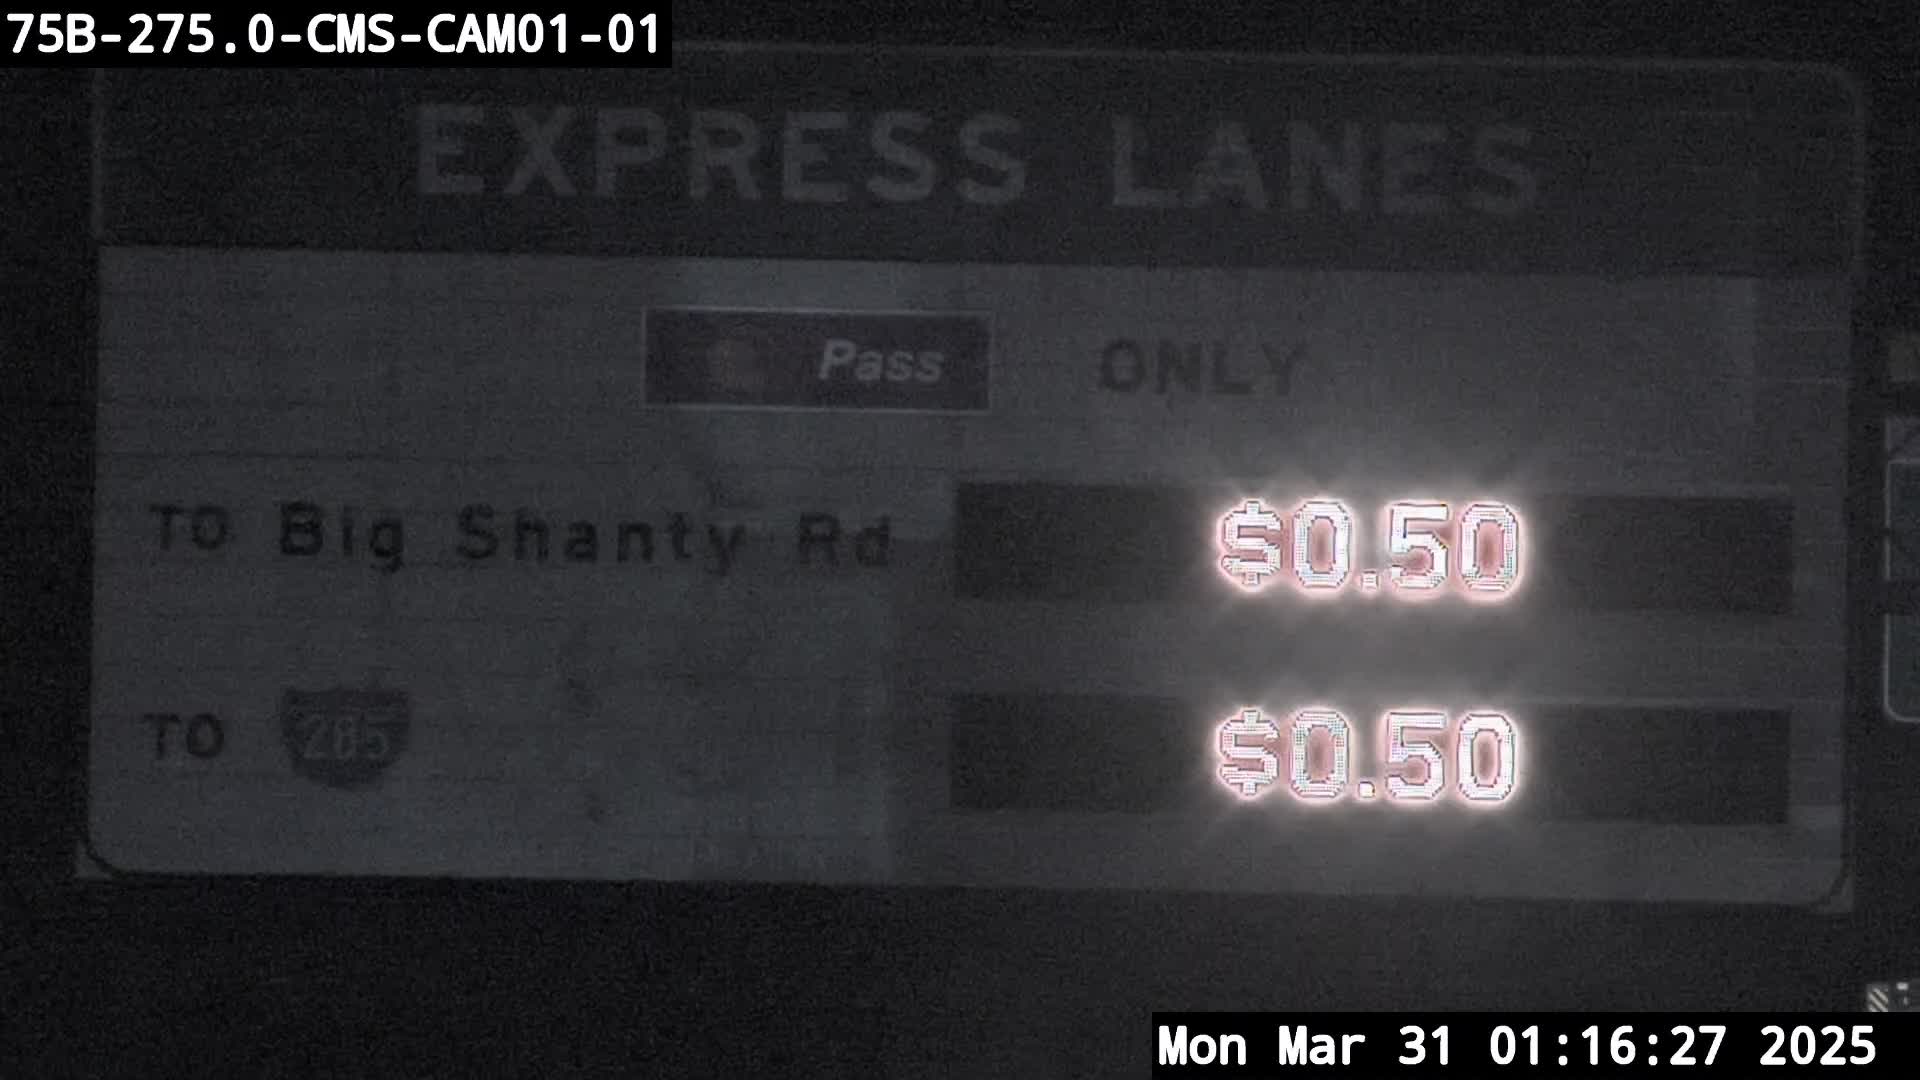 75B-275.0-CMS-CAM01-01
EXPRESS LANES
Pass ONLY
TO Big Shanty Rd $0.50
TO 285 $0.50
Mon Mar 31 01:16:27 2025